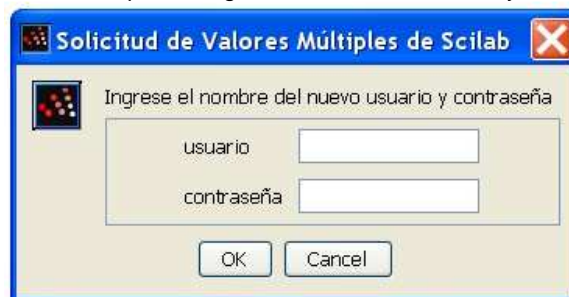 Solicitud de Valores Múltiples de Scilab
Ingrese el nombre del nuevo usuario y contraseña
usuario
contraseña
OK Cancel